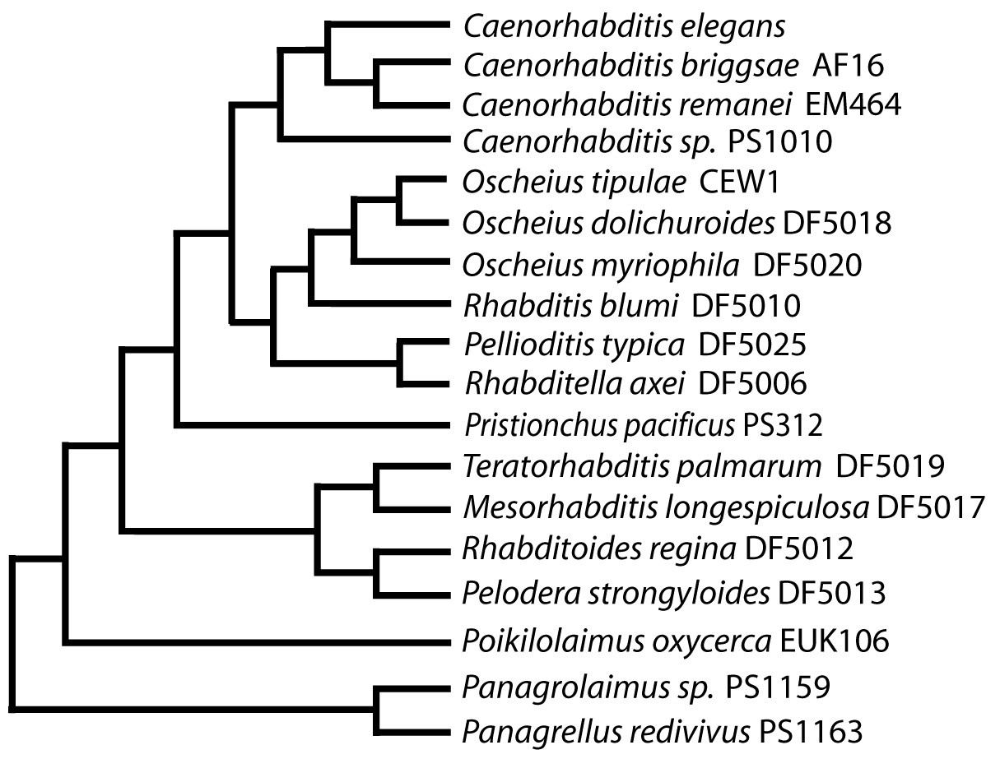 Caenorhabditis elegans
Caenorhabditis briggsae AF16
Caenorhabditis remanei EM464
Caenorhabditis sp. PS1010
Oscheius tipulae CEW1
Oscheius dolichuroides DF5018
Oscheius myriophila DF5020
Rhabditis blumi DF5010
Pellioditis typica DF5025
Rhabditella axei DF5006
Pristionchus pacificus PS312
Teratorhabditis palmarum DF5019
Mesorhabditis longespiculosa DF5017
Rhabditoides regina DF5012
Pelodera strongyloides DF5013
Poikilolaimus oxycerca EUK106
Panagrolaimus sp. PS1159
Panagrellus redivivus PS1163